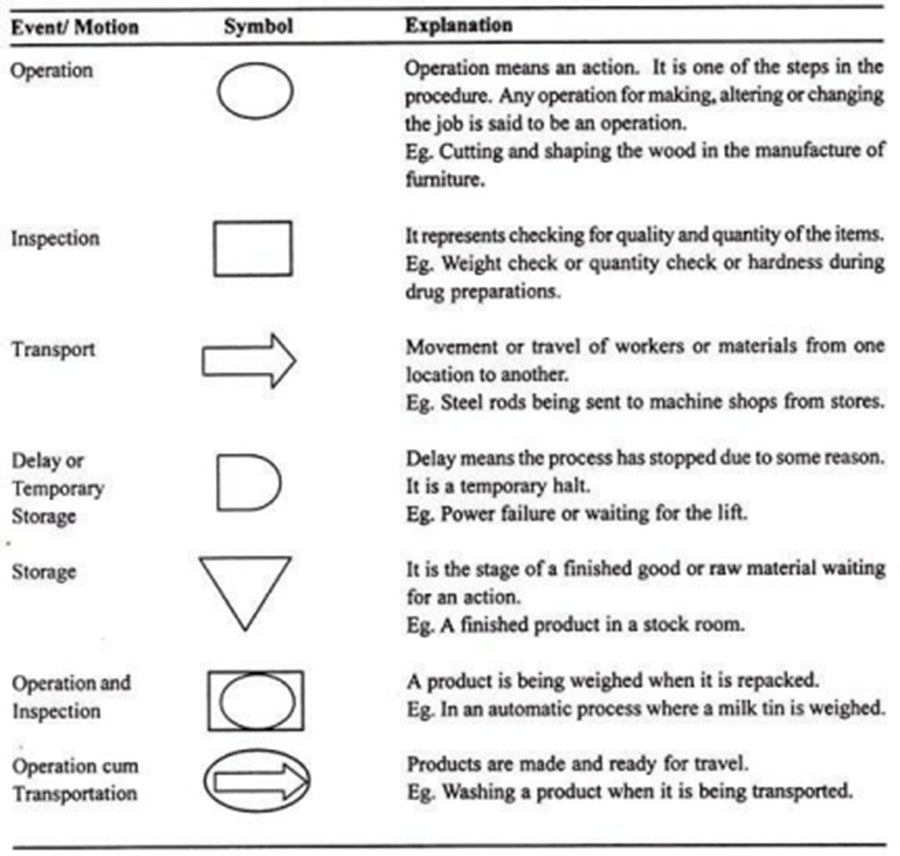 Event/ Motion Symbol Explanation
Operation
Operation means an action. It is one of the steps in the
procedure. Any operation for making, altering or changing
the job is said to be an operation.
Eg. Cutting and shaping the wood in the manufacture of
furniture.
Inspection
It represents checking for quality and quantity of the items.
Eg. Weight check or quantity check or hardness during
drug preparations.
Transport
Movement or travel of workers or materials from one
location to another.
Eg. Steel rods being sent to machine shops from stores.
Delay or
Temporary
Storage
Delay means the process has stopped due to some reason.
It is a temporary halt.
Eg. Power failure or waiting for the lift.
Storage
It is the stage of a finished good or raw material waiting
for an action.
Eg. A finished product in a stock room.
Operation and
Inspection
A product is being weighed when it is repacked.
Eg. In an automatic process where a milk tin is weighed.
Operation cum
Transportation
Products are made and ready for travel.
Eg. Washing a product when it is being transported.